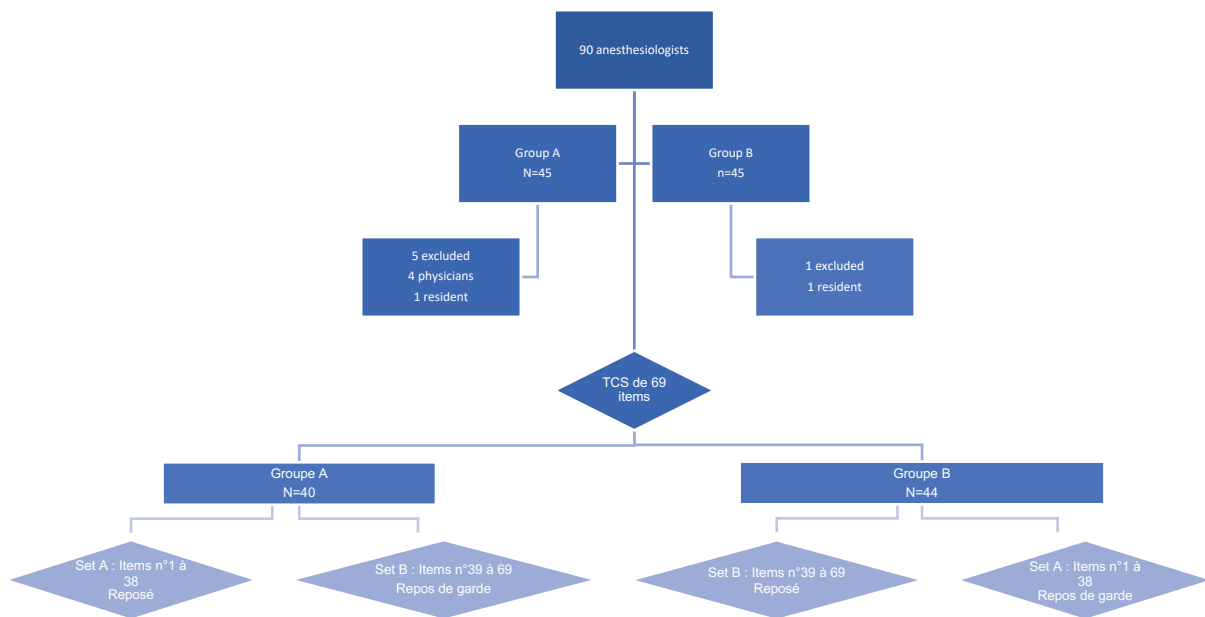 90 anesthesiologists
Group A
N=45
Group B
n=45
5 excluded
4 physicians
1 resident
1 excluded
1 resident
TCS de 69
items
Groupe A
N=40
Groupe B
N=44
Set A : Items n°1 à
38
Reposé
Set B : Items n°39 à 69
Repos de garde
Set B : Items n°39 à 69
Reposé
Set A : Items n°1 à
38
Repos de garde